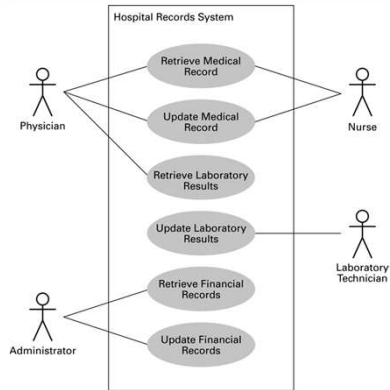 Hospital Records System
Retrieve Medical
Record
Physician
Update Medical
Record
Nurse
Retrieve Laboratory
Results
Update Laboratory
Results
Laboratory
Technician
Retrieve Financial
Records
Administrator
Update Financial
Records